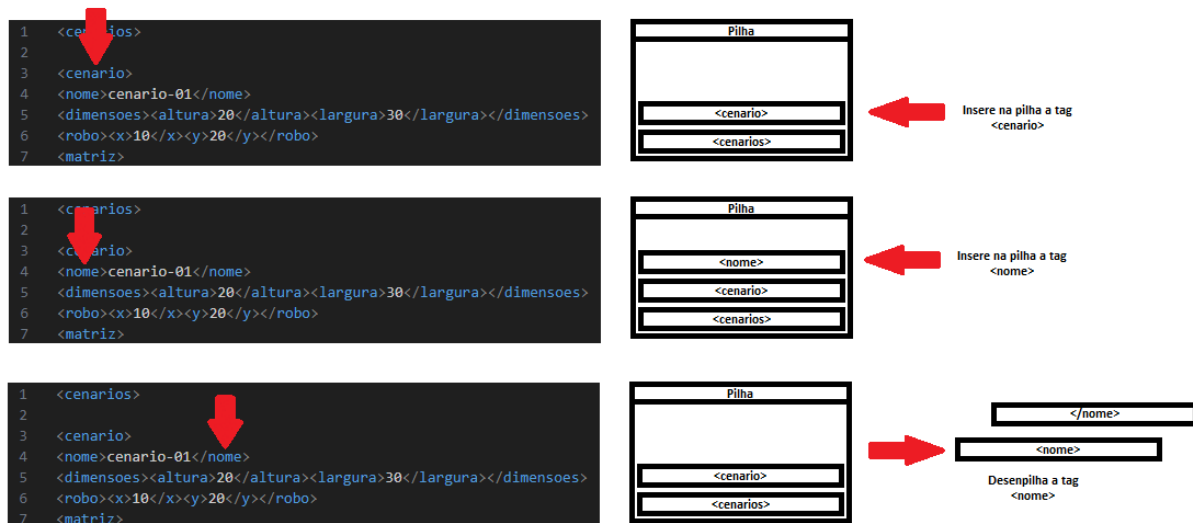 1 <cenarios>
2
3 <cenario>
4 <nome>cenario-01</nome>
5 <dimensoes><altura>20</altura><largura>30</largura></dimensoes>
6 <robo><x>10</x><y>20</y></robo>
7 <matriz>
Pilha
<cenario>
<cenarios>
Insere na pilha a tag
<cenario>
1 <cenarios>
2
3 <cenario>
4 <nome>cenario-01</nome>
5 <dimensoes><altura>20</altura><largura>30</largura></dimensoes>
6 <robo><x>10</x><y>20</y></robo>
7 <matriz>
Pilha
<nome>
<cenario>
<cenarios>
Insere na pilha a tag
<nome>
1 <cenarios>
2
3 <cenario>
4 <nome>cenario-01</nome>
5 <dimensoes><altura>20</altura><largura>30</largura></dimensoes>
6 <robo><x>10</x><y>20</y></robo>
7 <matriz>
Pilha
<cenario>
<cenarios>
</nome>
<nome>
Desenpilha a tag
<nome>